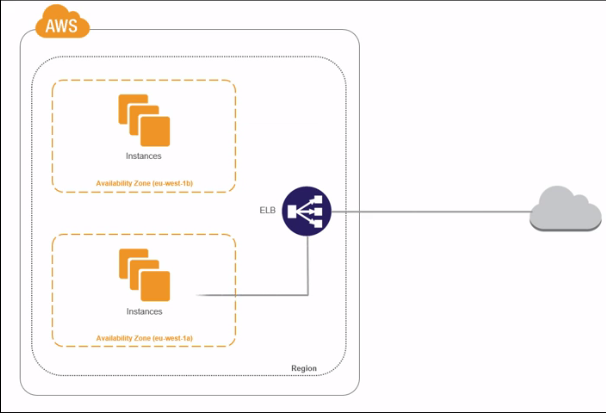 AWS
Instances
Availability Zone (eu-west-1b)
ELB
Instances
Availability Zone (eu-west-1a)
Region